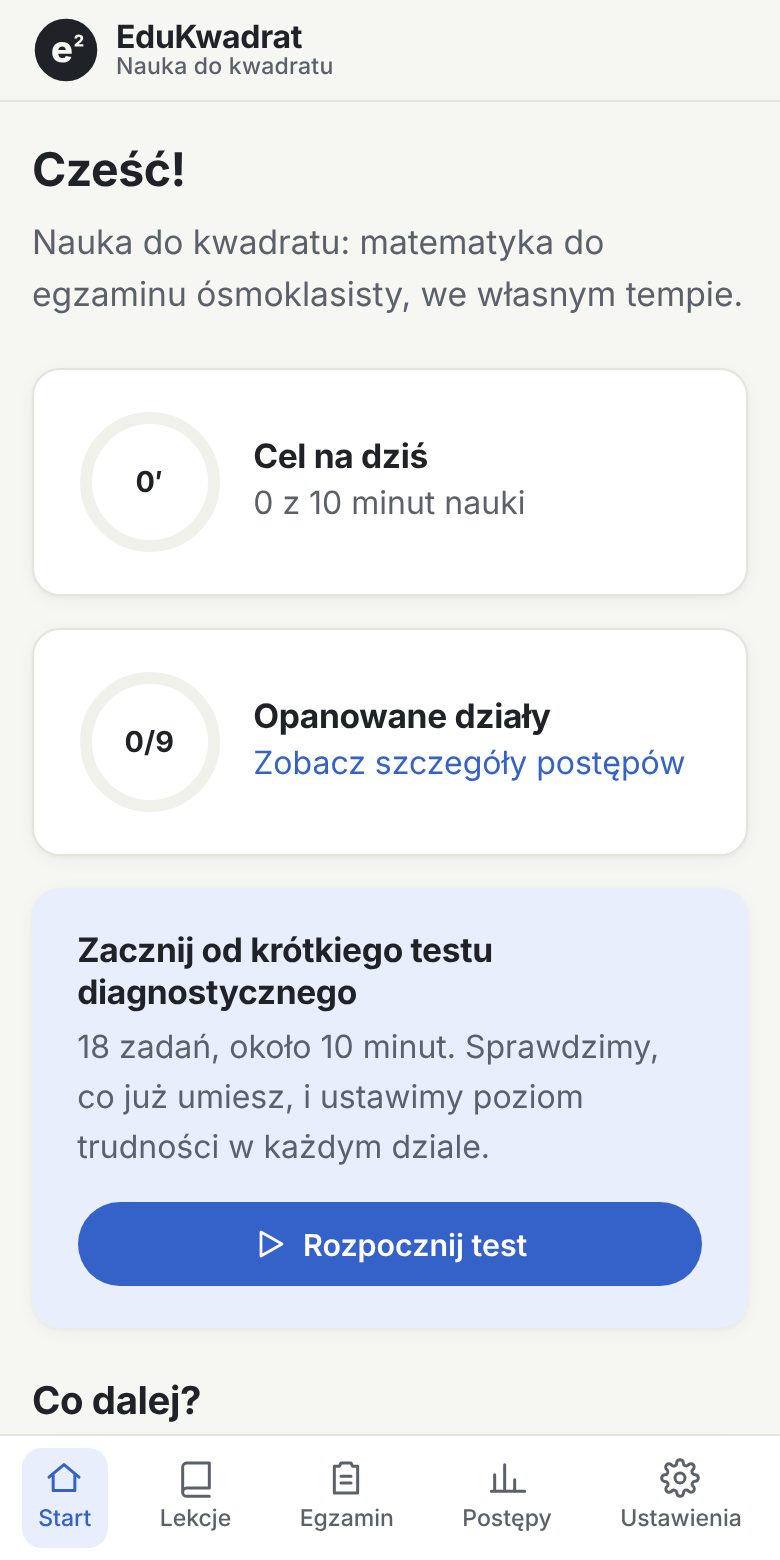 e²
EduKwadrat
Nauka do kwadratu
Cześć!
Nauka do kwadratu: matematyka do
egzaminu ósmoklasisty, we własnym tempie.
0′
Cel na dziś
0 z 10 minut nauki
0/9
Opanowane działy
Zobacz szczegóły postępów
Zacznij od krótkiego testu
diagnostycznego
18 zadań, około 10 minut. Sprawdzimy,
co już umiesz, i ustawimy poziom
trudności w każdym dziale.
Rozpocznij test
Co dalej?
Start
Lekcje
Egzamin
Postępy
Ustawienia